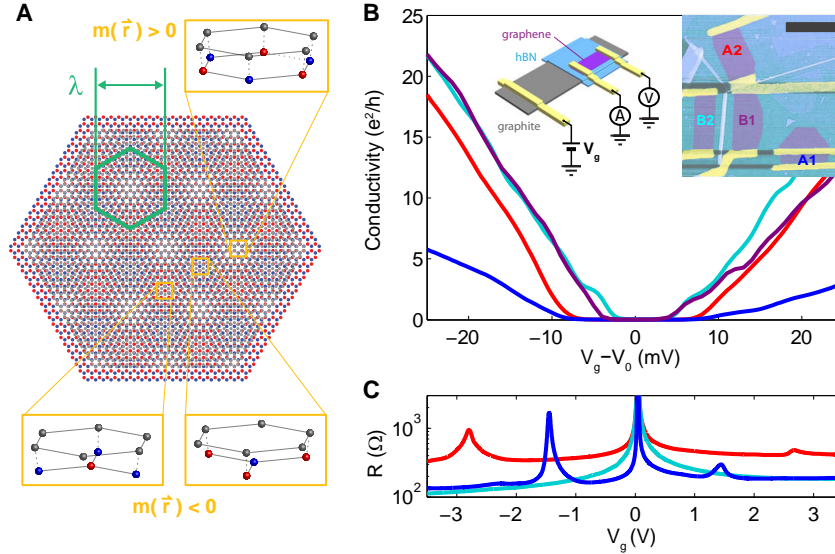 A
m( r⃗ ) > 0
λ
m( r⃗ ) < 0
B
Conductivity (e²/h)
25
20
15
10
5
0
−20
−10
0
10
20
V_g−V_0 (mV)
graphene
hBN
graphite
V_g
A
V
A2
B2
B1
A1
C
R (Ω)
10³
10²
−3
−2
−1
0
1
2
3
V_g (V)